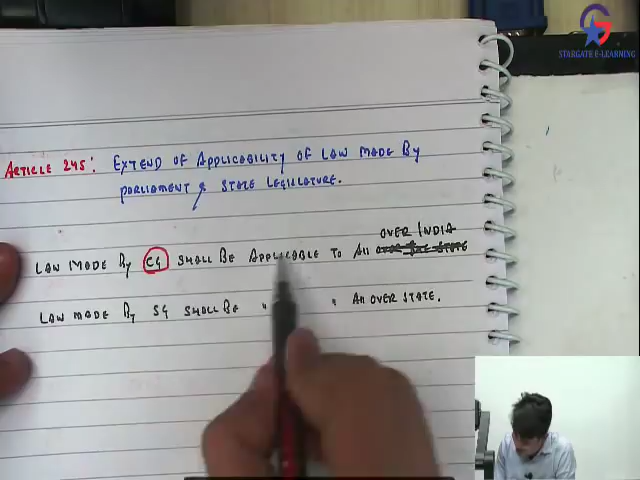 STARGATE E-LEARNING
ARTICLE 245: EXTEND OF APPLICABILITY OF LAW MADE BY
PARLIAMENT & STATE LEGISLATURE.
OVER INDIA
LAW MADE BY CG SHALL BE APPLICABLE TO All
LAW MADE BY SG SHALL BE " " All OVER STATE.